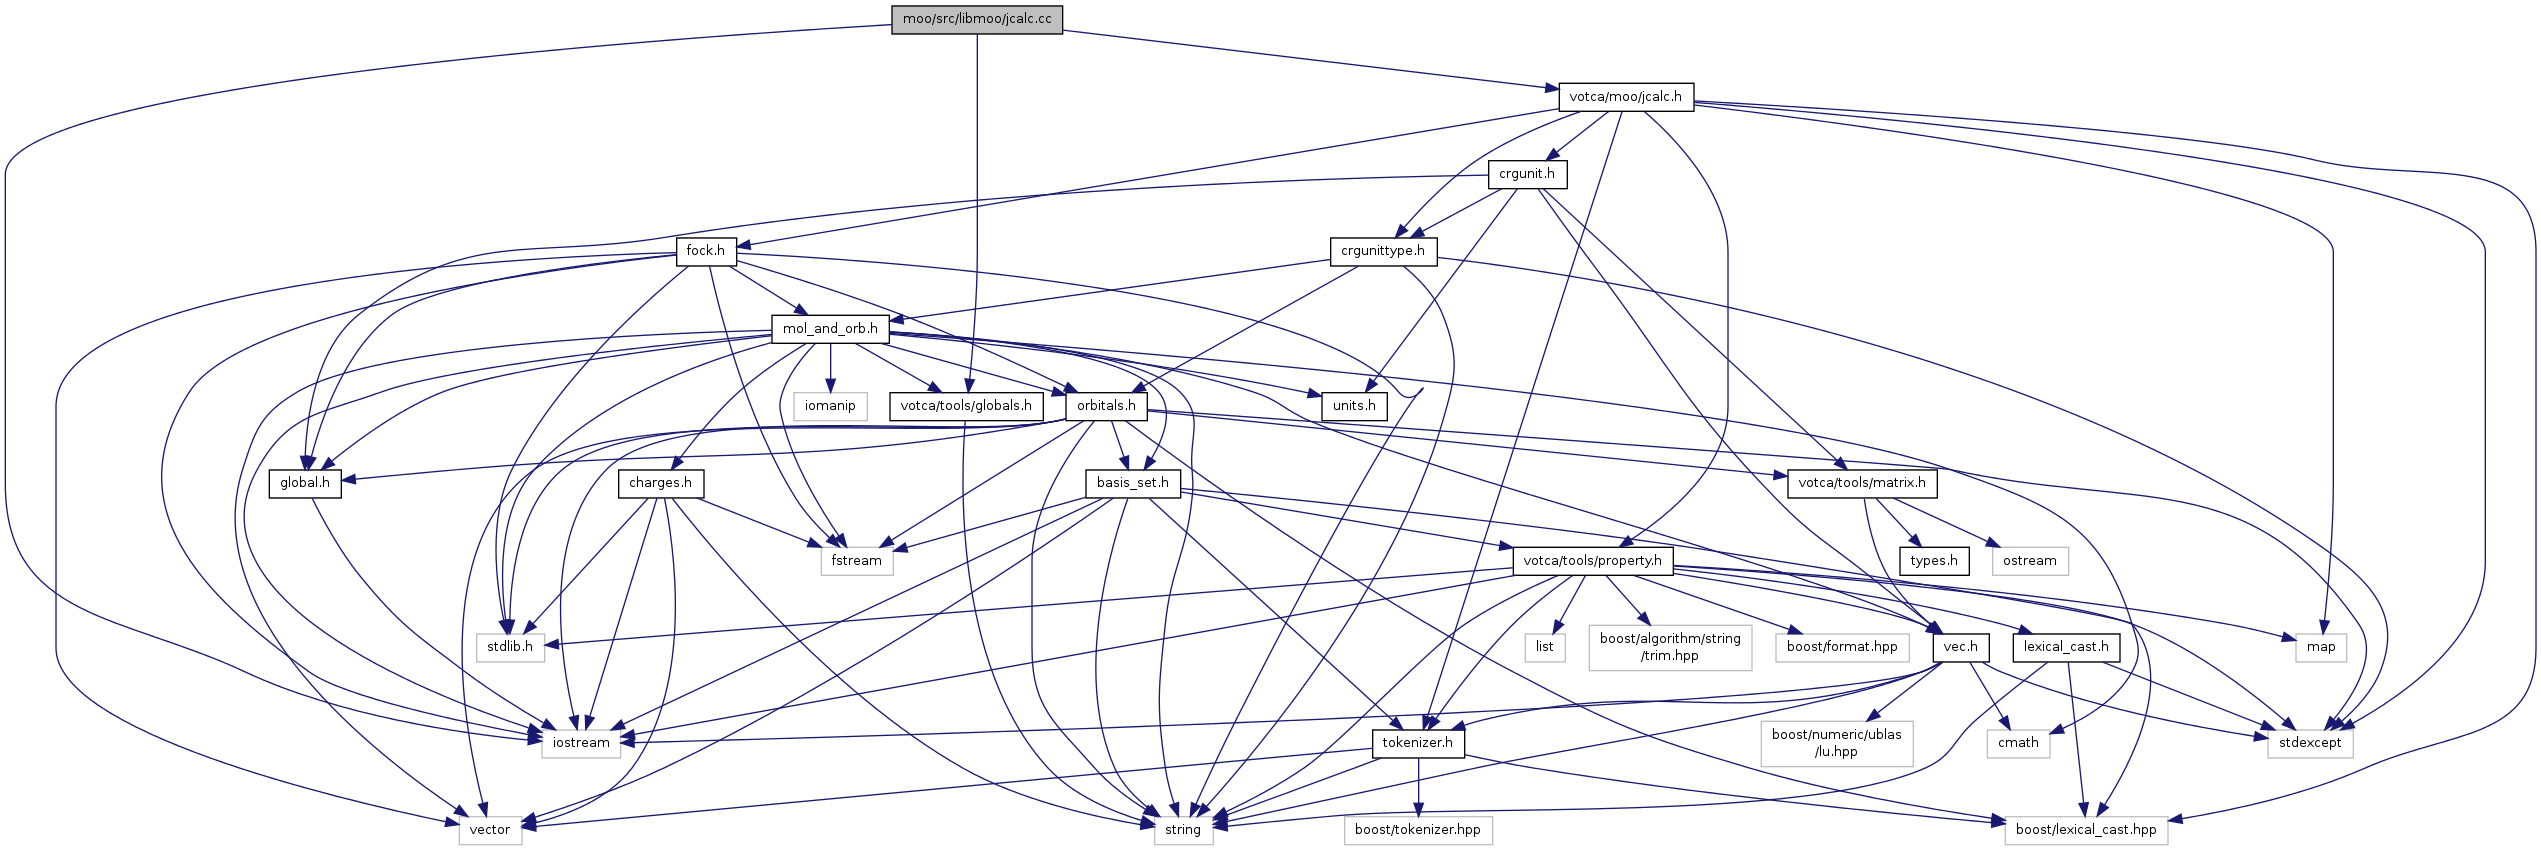 moo/src/libmoo/jcalc.cc
votca/moo/jcalc.h
crgunit.h
fock.h
crgunittype.h
mol_and_orb.h
iomanip
votca/tools/globals.h
orbitals.h
units.h
global.h
charges.h
basis_set.h
votca/tools/matrix.h
fstream
votca/tools/property.h
types.h
ostream
stdlib.h
list
boost/algorithm/string
/trim.hpp
boost/format.hpp
vec.h
lexical_cast.h
map
iostream
tokenizer.h
boost/numeric/ublas
/lu.hpp
cmath
stdexcept
vector
string
boost/tokenizer.hpp
boost/lexical_cast.hpp